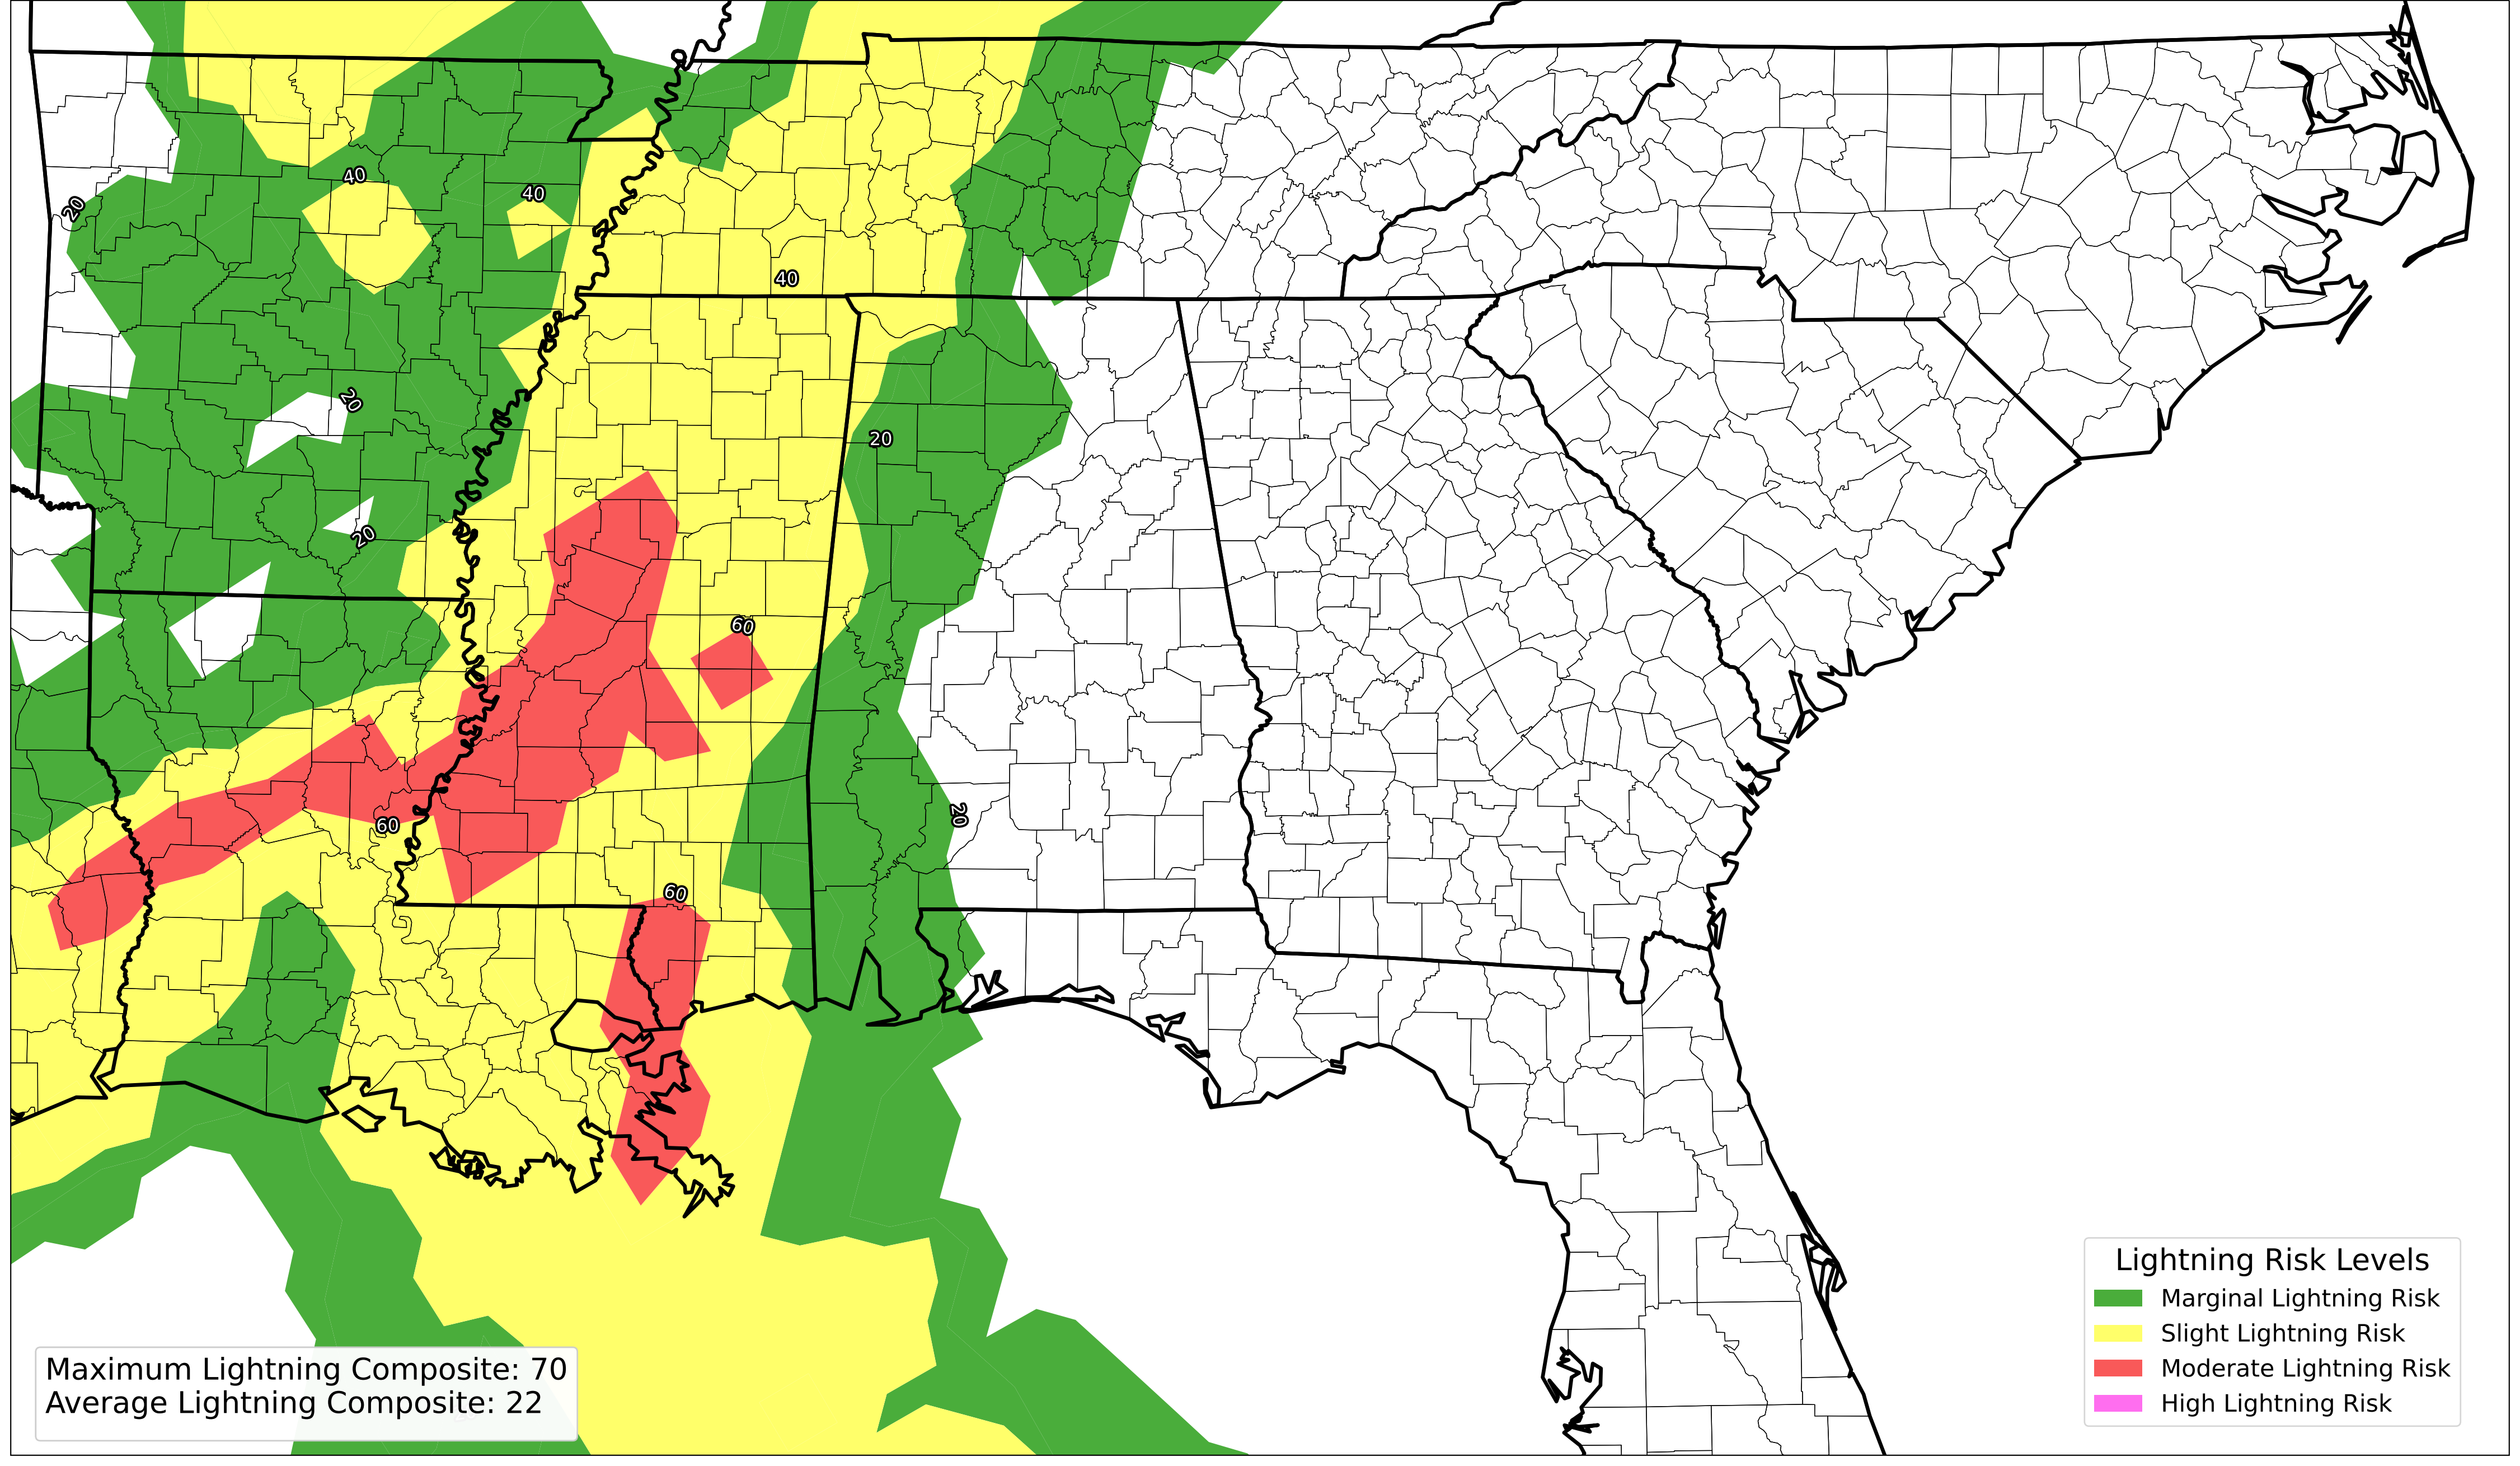 40
40
20
40
20
20
20
60
20
60
60
Lightning Risk Levels
Marginal Lightning Risk
Slight Lightning Risk
Moderate Lightning Risk
High Lightning Risk
Maximum Lightning Composite: 70
Average Lightning Composite: 22